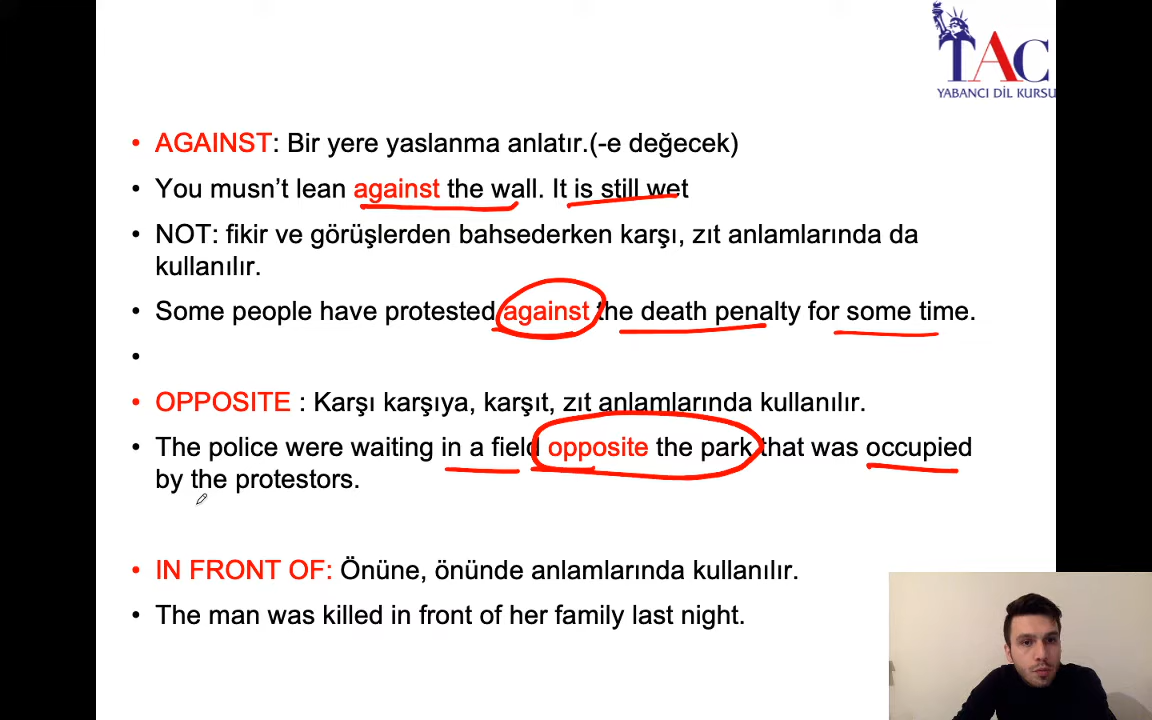 TAC
YABANCI DİL KURSU
AGAINST: Bir yere yaslanma anlatır.(-e değecek)
You musn’t lean against the wall. It is still wet
NOT: fikir ve görüşlerden bahsederken karşı, zıt anlamlarında da
kullanılır.
Some people have protested against the death penalty for some time.
OPPOSITE : Karşı karşıya, karşıt, zıt anlamlarında kullanılır.
The police were waiting in a field opposite the park that was occupied
by the protestors.
IN FRONT OF: Önüne, önünde anlamlarında kullanılır.
The man was killed in front of her family last night.